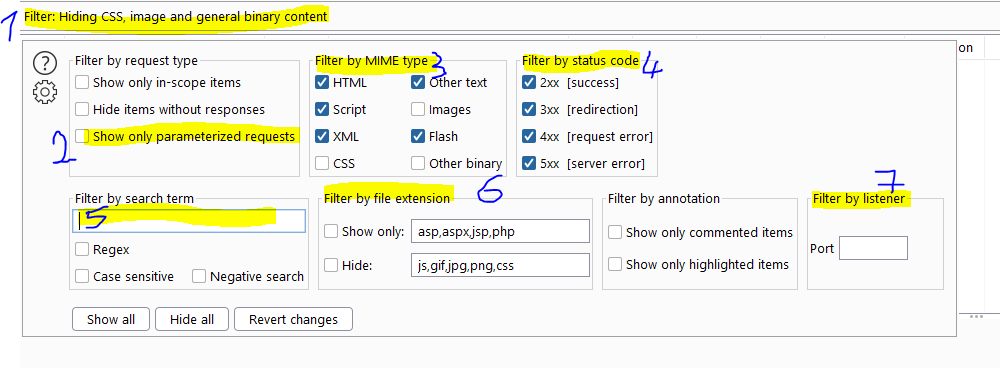 1 Filter: Hiding CSS, image and general binary content
on
Filter by request type
Show only in-scope items
Hide items without responses
2 Show only parameterized requests
Filter by MIME type 3
HTML Other text
Script Images
XML Flash
CSS Other binary
Filter by status code 4
2xx [success]
3xx [redirection]
4xx [request error]
5xx [server error]
Filter by search term
5
Regex
Case sensitive Negative search
Filter by file extension 6
Show only: asp,aspx,jsp,php
Hide: js,gif,jpg,png,css
Filter by annotation
Show only commented items
Show only highlighted items
7
Filter by listener
Port
Show all Hide all Revert changes